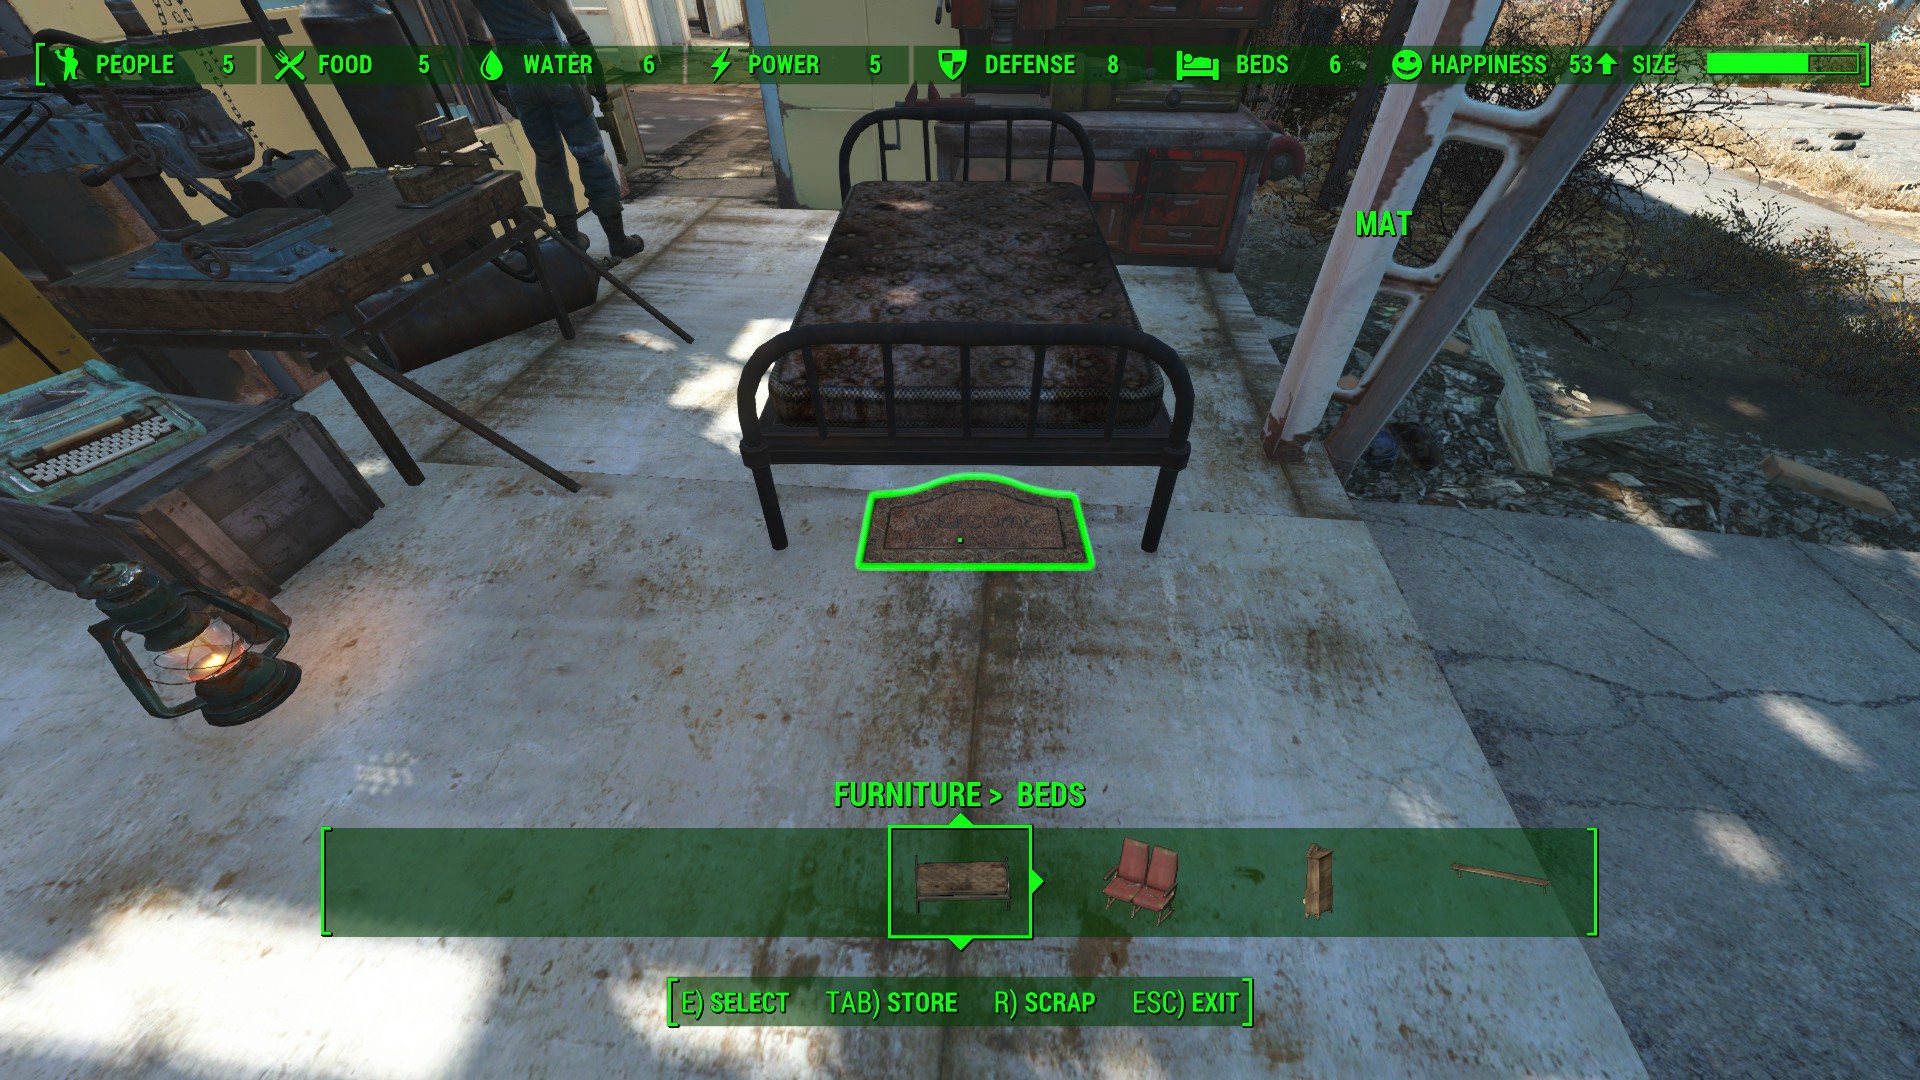 PEOPLE 5 FOOD 5 WATER 6 POWER 5 DEFENSE 8 BEDS 6 HAPPINESS 53 SIZE
MAT
WELCOME
FURNITURE > BEDS
E) SELECT TAB) STORE R) SCRAP ESC) EXIT